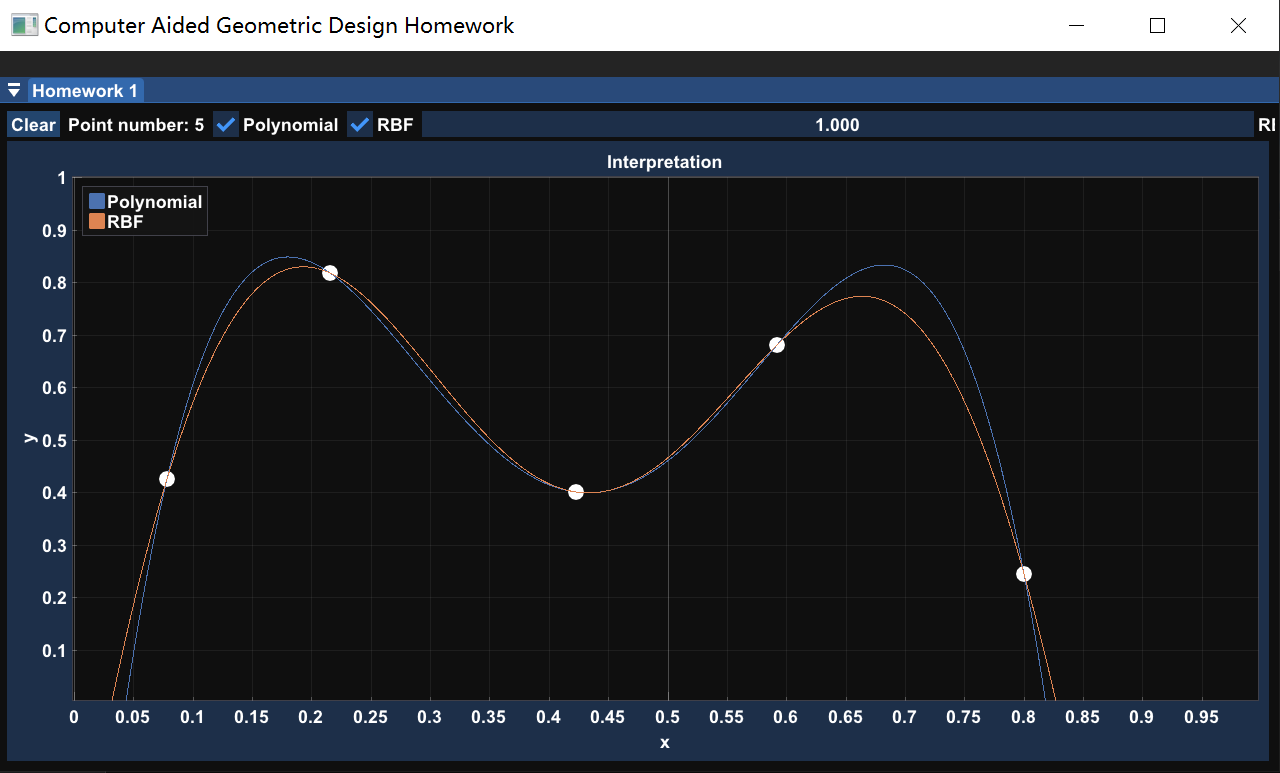 Computer Aided Geometric Design Homework
Homework 1
Clear Point number: 5 Polynomial RBF 1.000 RI
Interpretation
Polynomial
RBF
1
0.9
0.8
0.7
0.6
0.5
0.4
0.3
0.2
0.1
y
0 0.05 0.1 0.15 0.2 0.25 0.3 0.35 0.4 0.45 0.5 0.55 0.6 0.65 0.7 0.75 0.8 0.85 0.9 0.95
x